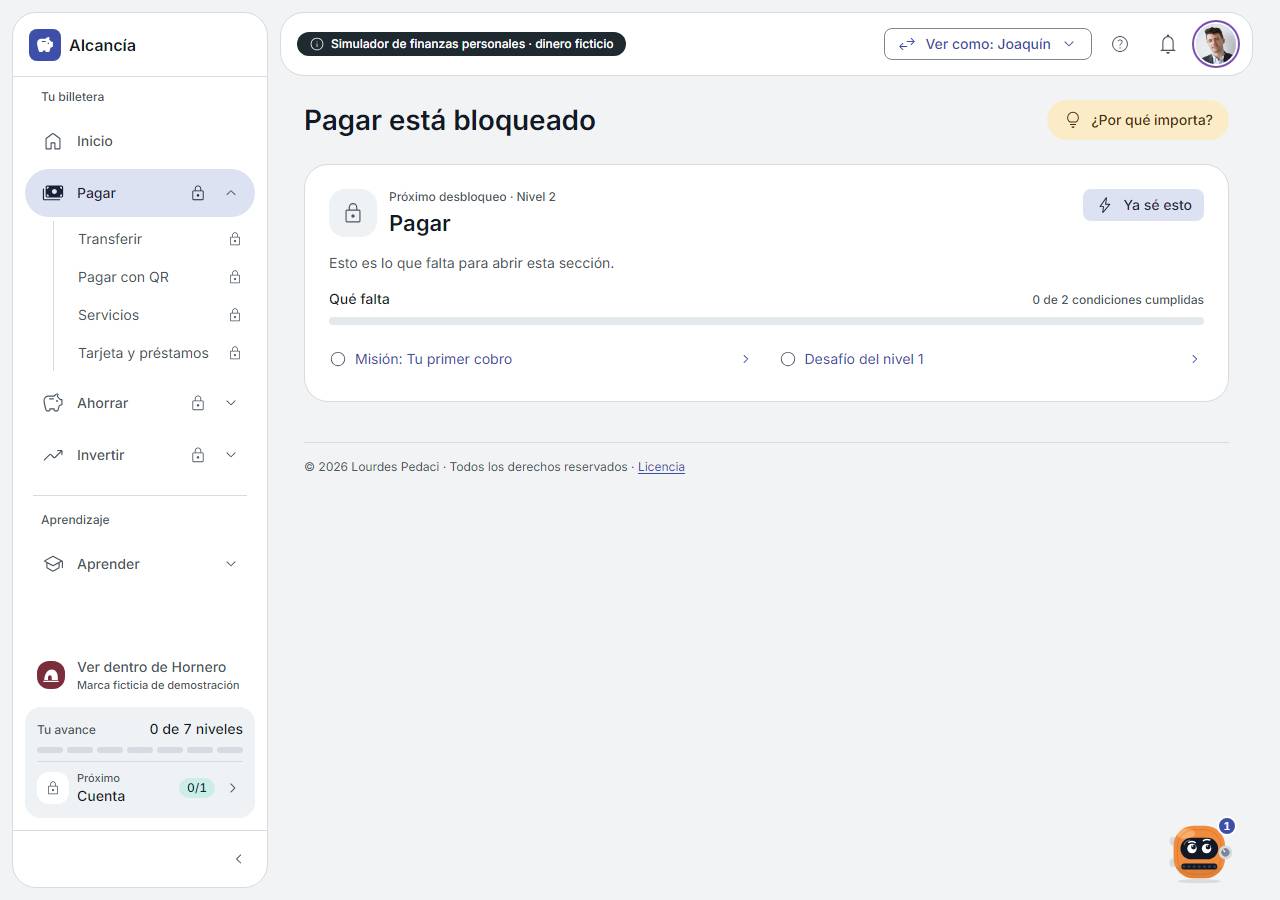 Alcancía
Tu billetera
Inicio
Pagar
Transferir
Pagar con QR
Servicios
Tarjeta y préstamos
Ahorrar
Invertir
Aprendizaje
Aprender
Ver dentro de Hornero
Marca ficticia de demostración
Tu avance 0 de 7 niveles
Próximo
Cuenta 0/1
Simulador de finanzas personales · dinero ficticio
Ver como: Joaquín
Pagar está bloqueado
¿Por qué importa?
Próximo desbloqueo · Nivel 2
Pagar
Ya sé esto
Esto es lo que falta para abrir esta sección.
Qué falta 0 de 2 condiciones cumplidas
Misión: Tu primer cobro
Desafío del nivel 1
© 2026 Lourdes Pedaci · Todos los derechos reservados · Licencia
1